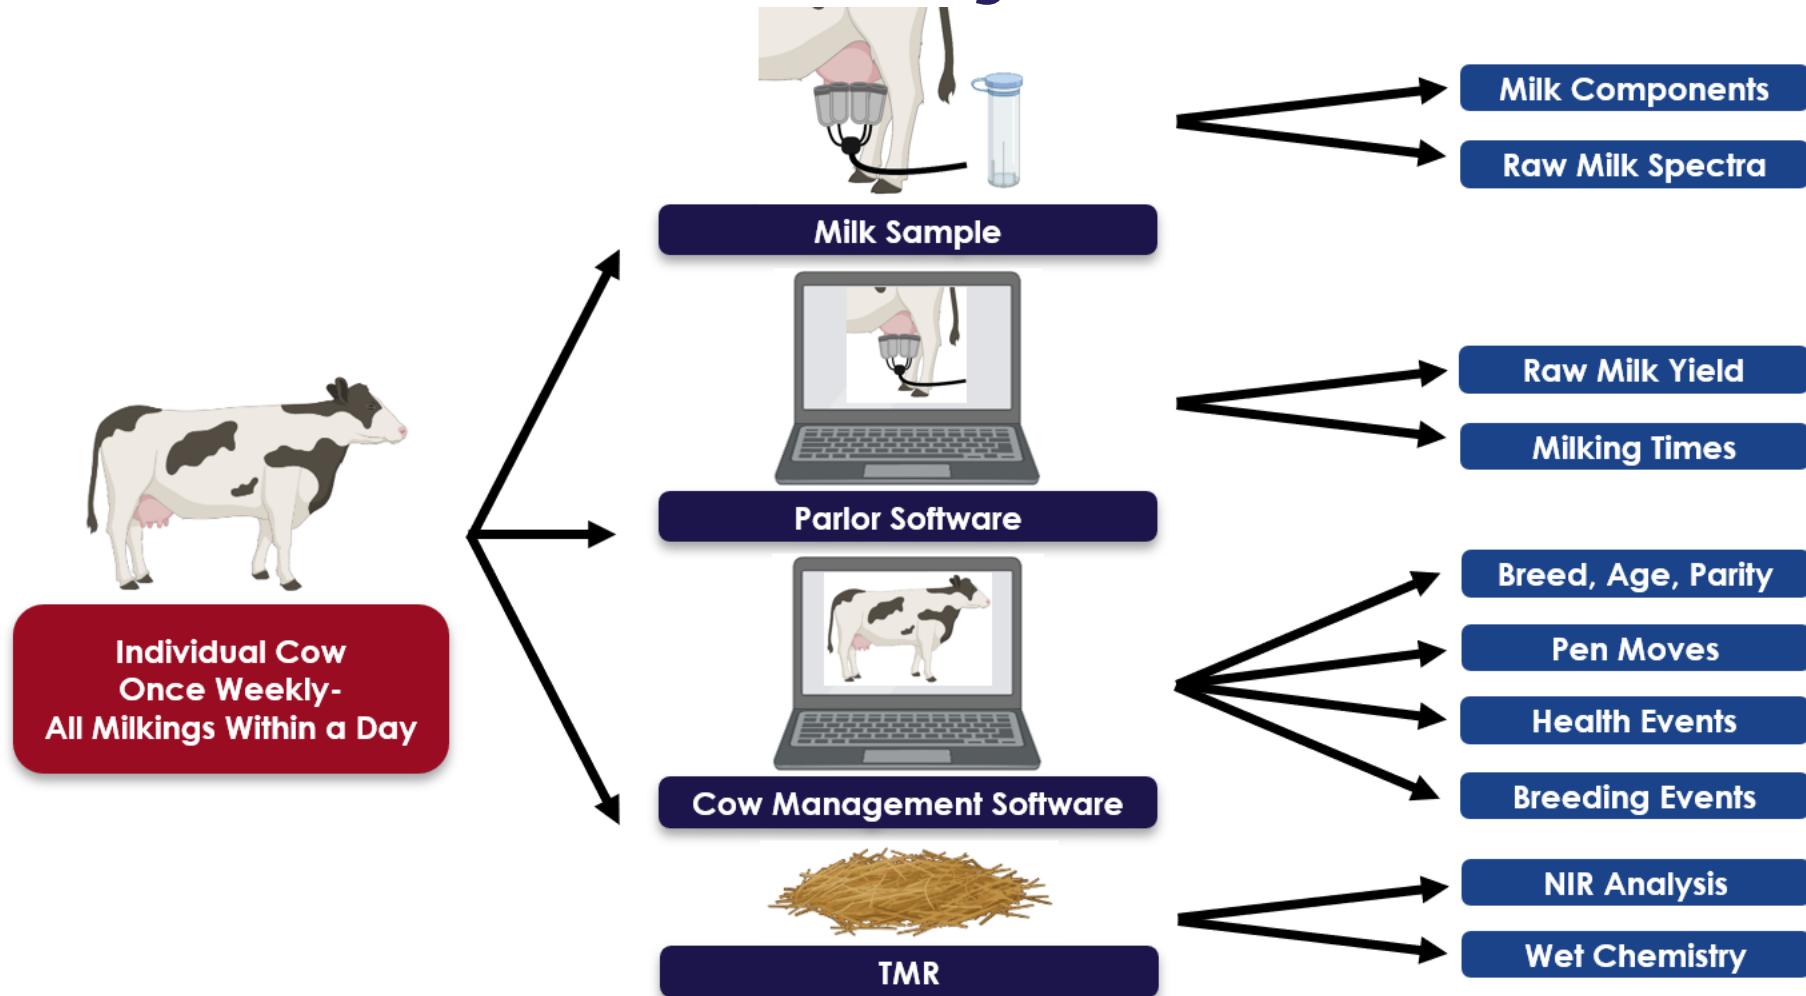 Milk Components
Raw Milk Spectra
Milk Sample
Raw Milk Yield
Milking Times
Parlor Software
Individual Cow
Once Weekly-
All Milkings Within a Day
Breed, Age, Parity
Pen Moves
Health Events
Breeding Events
Cow Management Software
NIR Analysis
Wet Chemistry
TMR